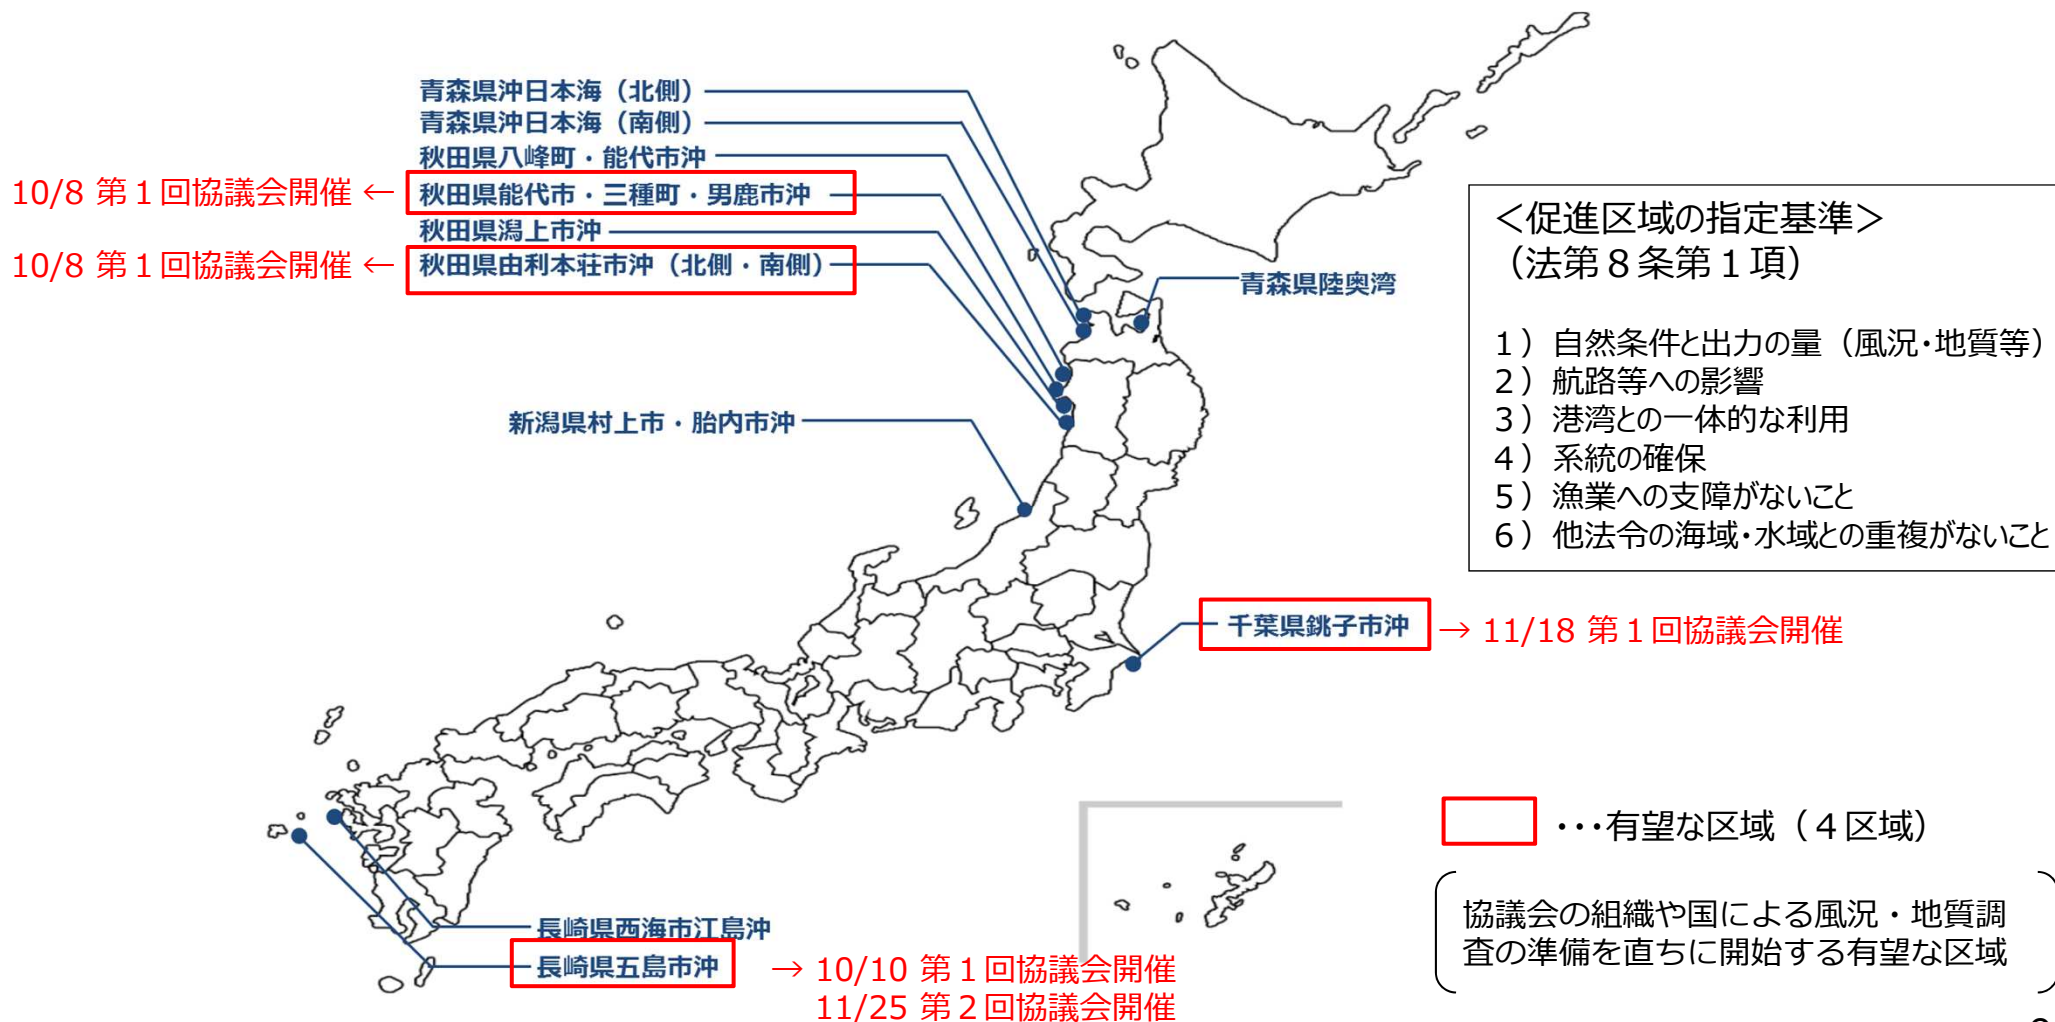 青森県沖日本海（北側）
青森県沖日本海（南側）
秋田県八峰町・能代市沖
10/8 第１回協議会開催 ← 秋田県能代市・三種町・男鹿市沖
秋田県潟上市沖
10/8 第１回協議会開催 ← 秋田県由利本荘市沖（北側・南側）
青森県陸奥湾
新潟県村上市・胎内市沖
＜促進区域の指定基準＞
（法第８条第１項）
１）自然条件と出力の量（風況・地質等）
２）航路等への影響
３）港湾との一体的な利用
４）系統の確保
５）漁業への支障がないこと
６）他法令の海域・水域との重複がないこと
千葉県銚子市沖 → 11/18 第１回協議会開催
・・・有望な区域（４区域）
協議会の組織や国による風況・地質調
査の準備を直ちに開始する有望な区域
長崎県西海市江島沖
長崎県五島市沖 → 10/10 第１回協議会開催
11/25 第２回協議会開催